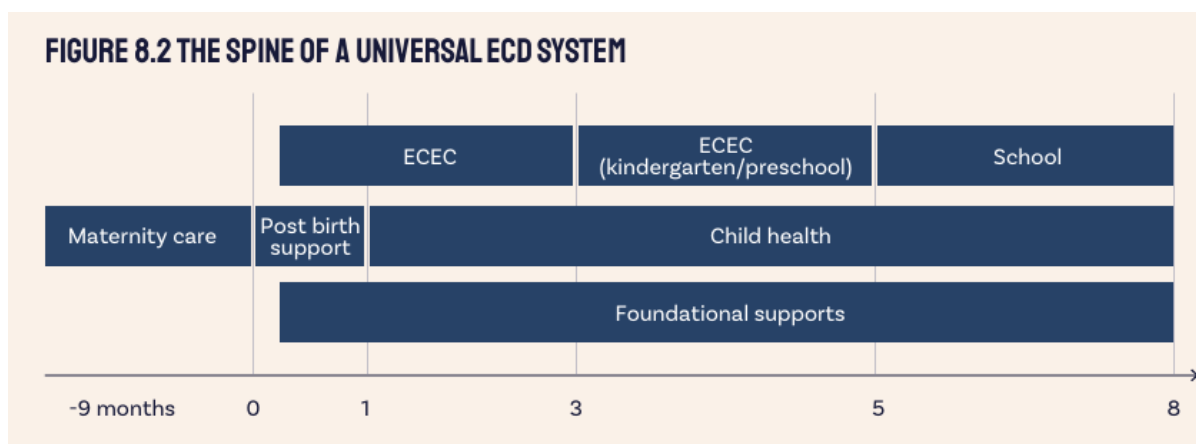 FIGURE 8.2 THE SPINE OF A UNIVERSAL ECD SYSTEM
ECEC
ECEC
(kindergarten/preschool)
School
Maternity care
Post birth
support
Child health
Foundational supports
-9 months 0 1 3 5 8